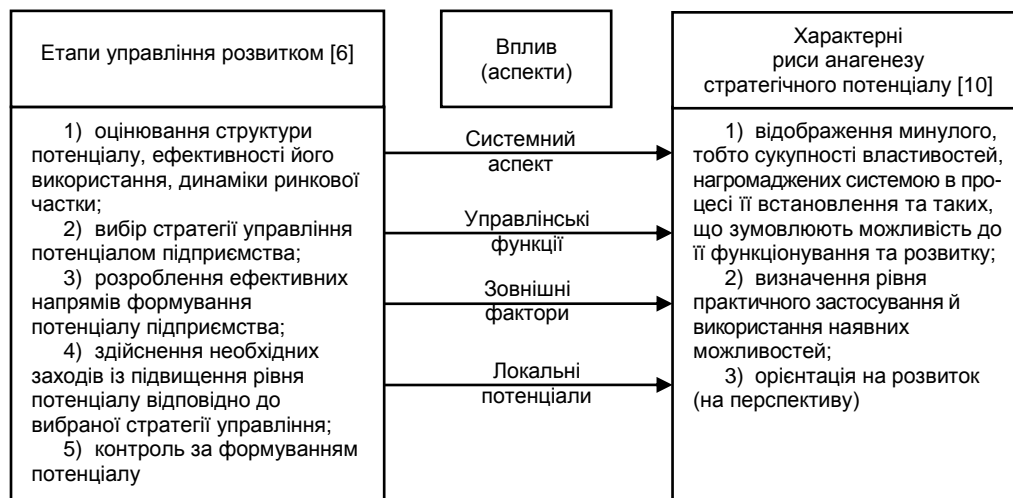 Етапи управління розвитком [6]
Вплив
(аспекти)
Характерні
риси анагенезу
стратегічного потенціалу [10]
1) оцінювання структури
потенціалу, ефективності його
використання, динаміки ринкової
частки;
2) вибір стратегії управління
потенціалом підприємства;
3) розроблення ефективних
напрямів формування
потенціалу підприємства;
4) здійснення необхідних
заходів із підвищення рівня
потенціалу відповідно до
вибраної стратегії управління;
5) контроль за формуванням
потенціалу
Системний
аспект
Управлінські
функції
Зовнішні
фактори
Локальні
потенціали
1) відображення минулого,
тобто сукупності властивостей,
нагромаджених системою в про-
цесі її встановлення та таких,
що зумовлюють можливість до
її функціонування та розвитку;
2) визначення рівня
практичного застосування й
використання наявних
можливостей;
3) орієнтація на розвиток
(на перспективу)